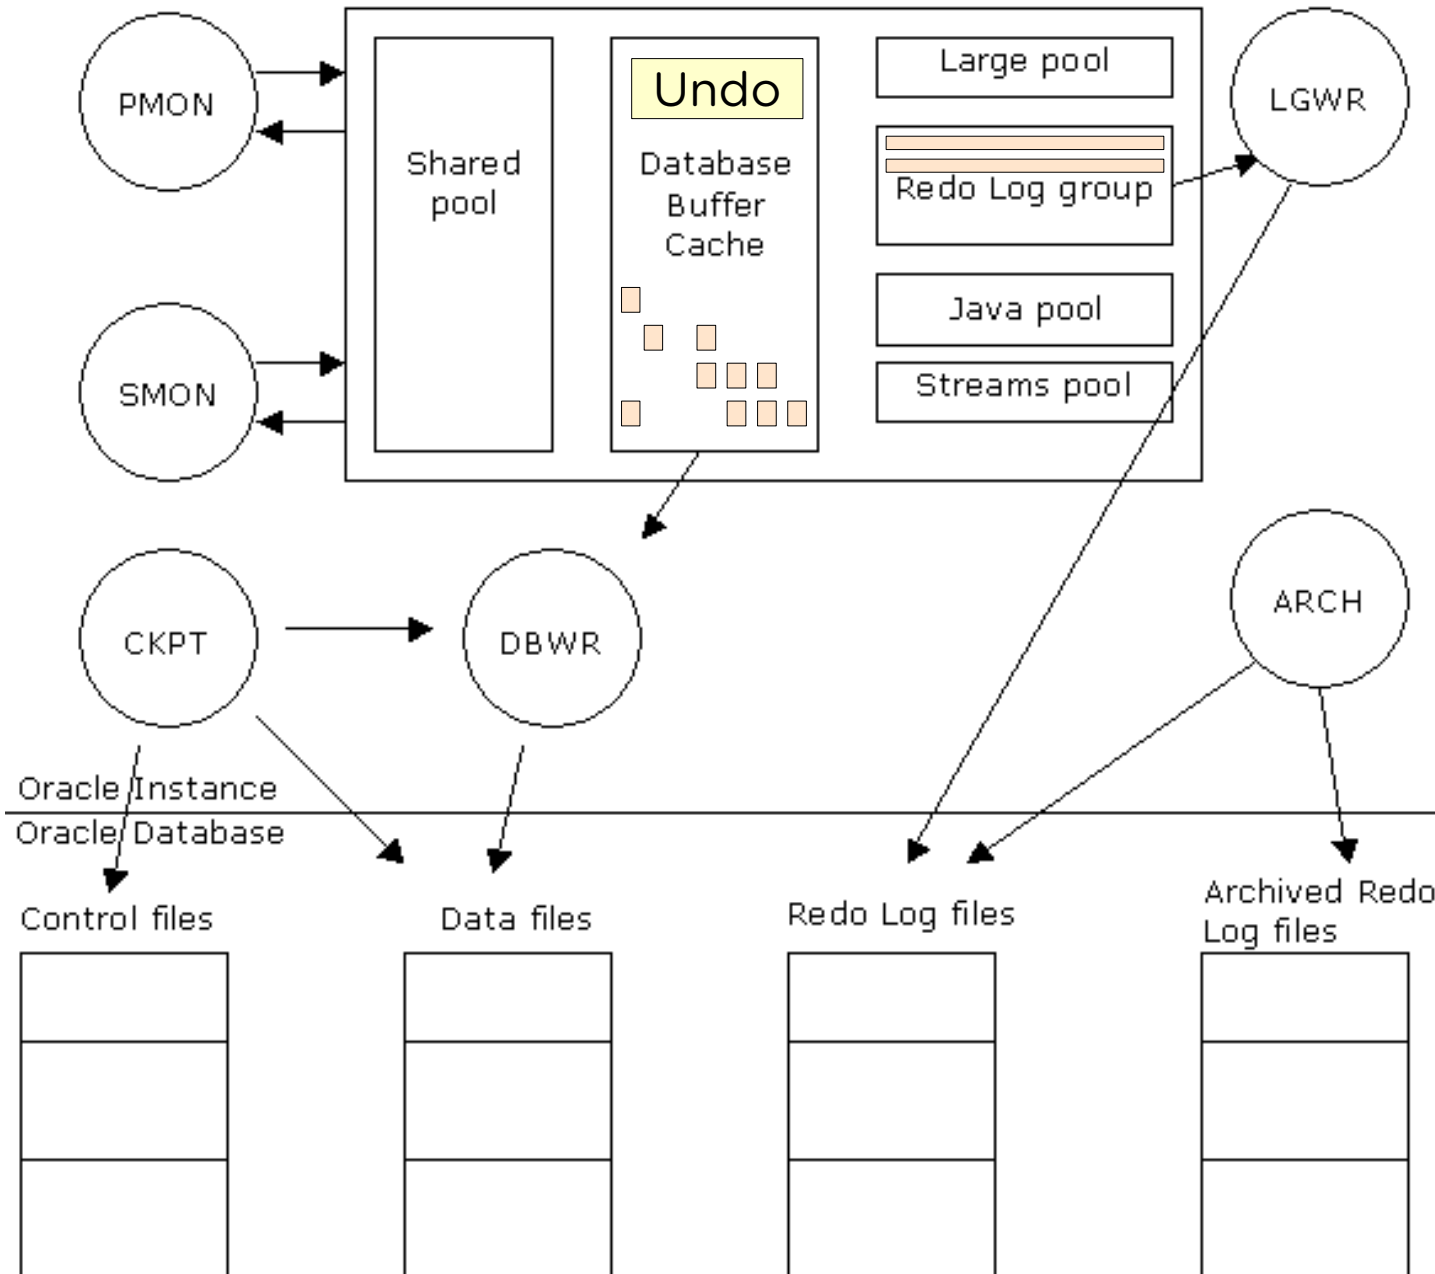 PMON
Undo
Large pool
LGWR
Shared
pool
Database
Buffer
Cache
Redo Log group
Java pool
SMON
Streams pool
ARCH
CKPT
DBWR
Oracle Instance
Oracle Database
Control files
Data files
Redo Log files
Archived Redo
Log files